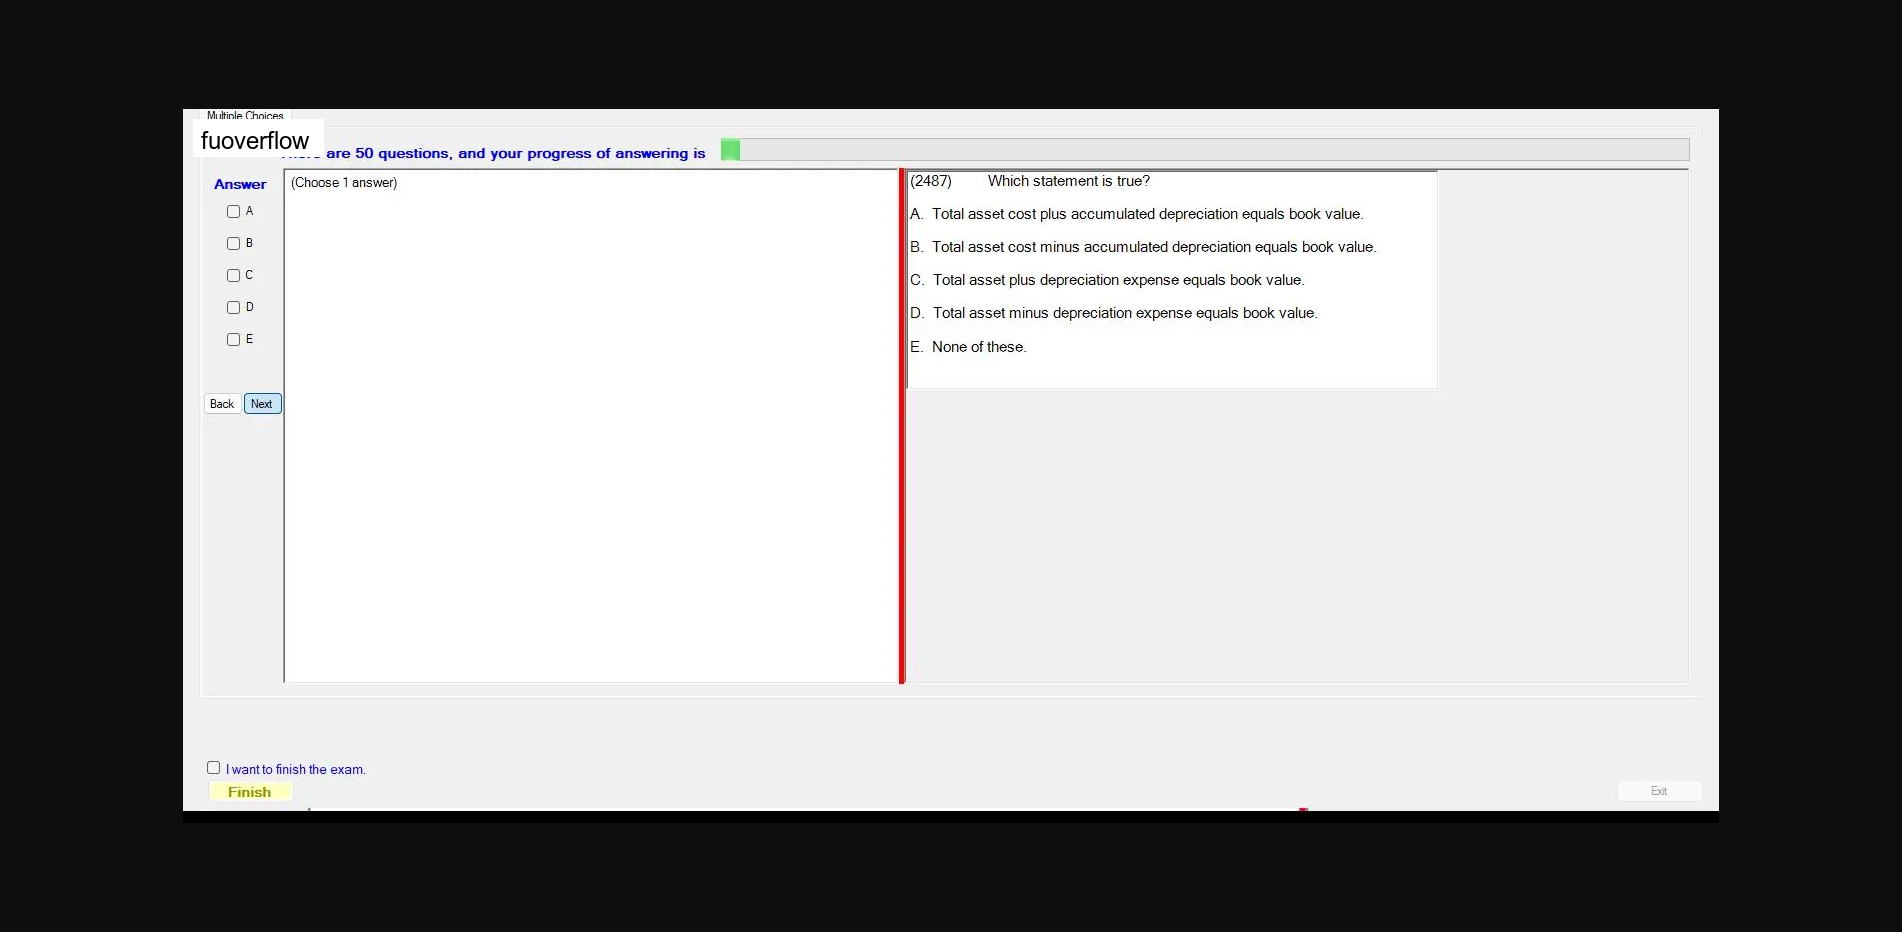 Multiple Choices
fuoverflow
are 50 questions, and your progress of answering is
Answer
(Choose 1 answer)
A
B
C
D
E
Back Next
(2487) Which statement is true?
A. Total asset cost plus accumulated depreciation equals book value.
B. Total asset cost minus accumulated depreciation equals book value.
C. Total asset plus depreciation expense equals book value.
D. Total asset minus depreciation expense equals book value.
E. None of these.
I want to finish the exam.
Finish
Exit